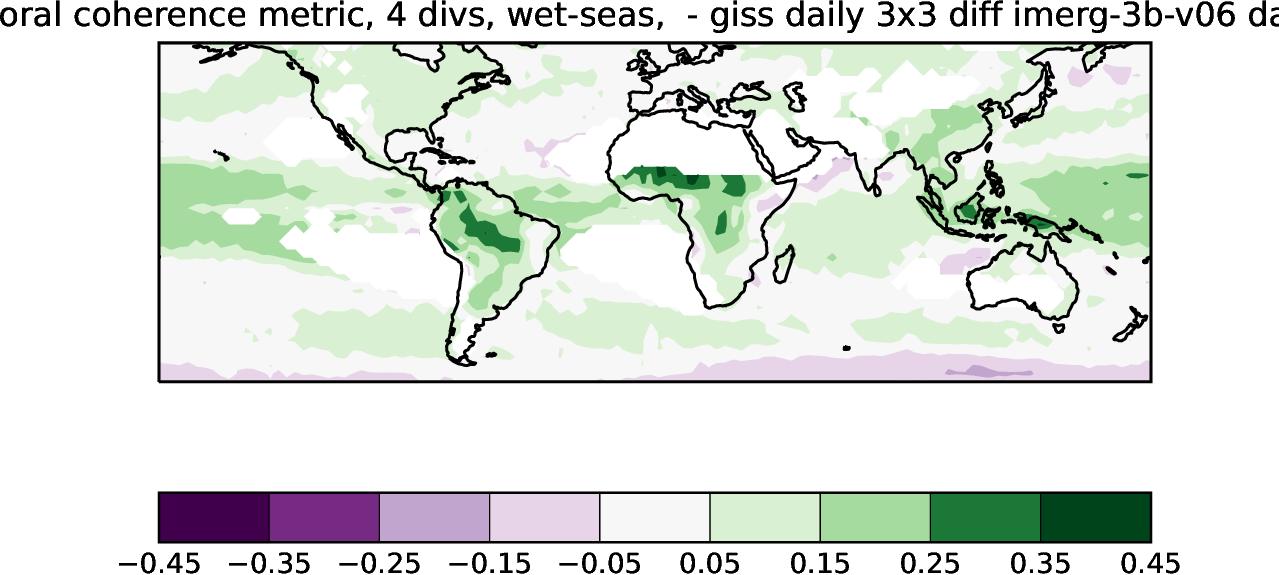 oral coherence metric, 4 divs, wet-seas, - giss daily 3x3 diff imerg-3b-v06 da
−0.45 −0.35 −0.25 −0.15 −0.05 0.05 0.15 0.25 0.35 0.45